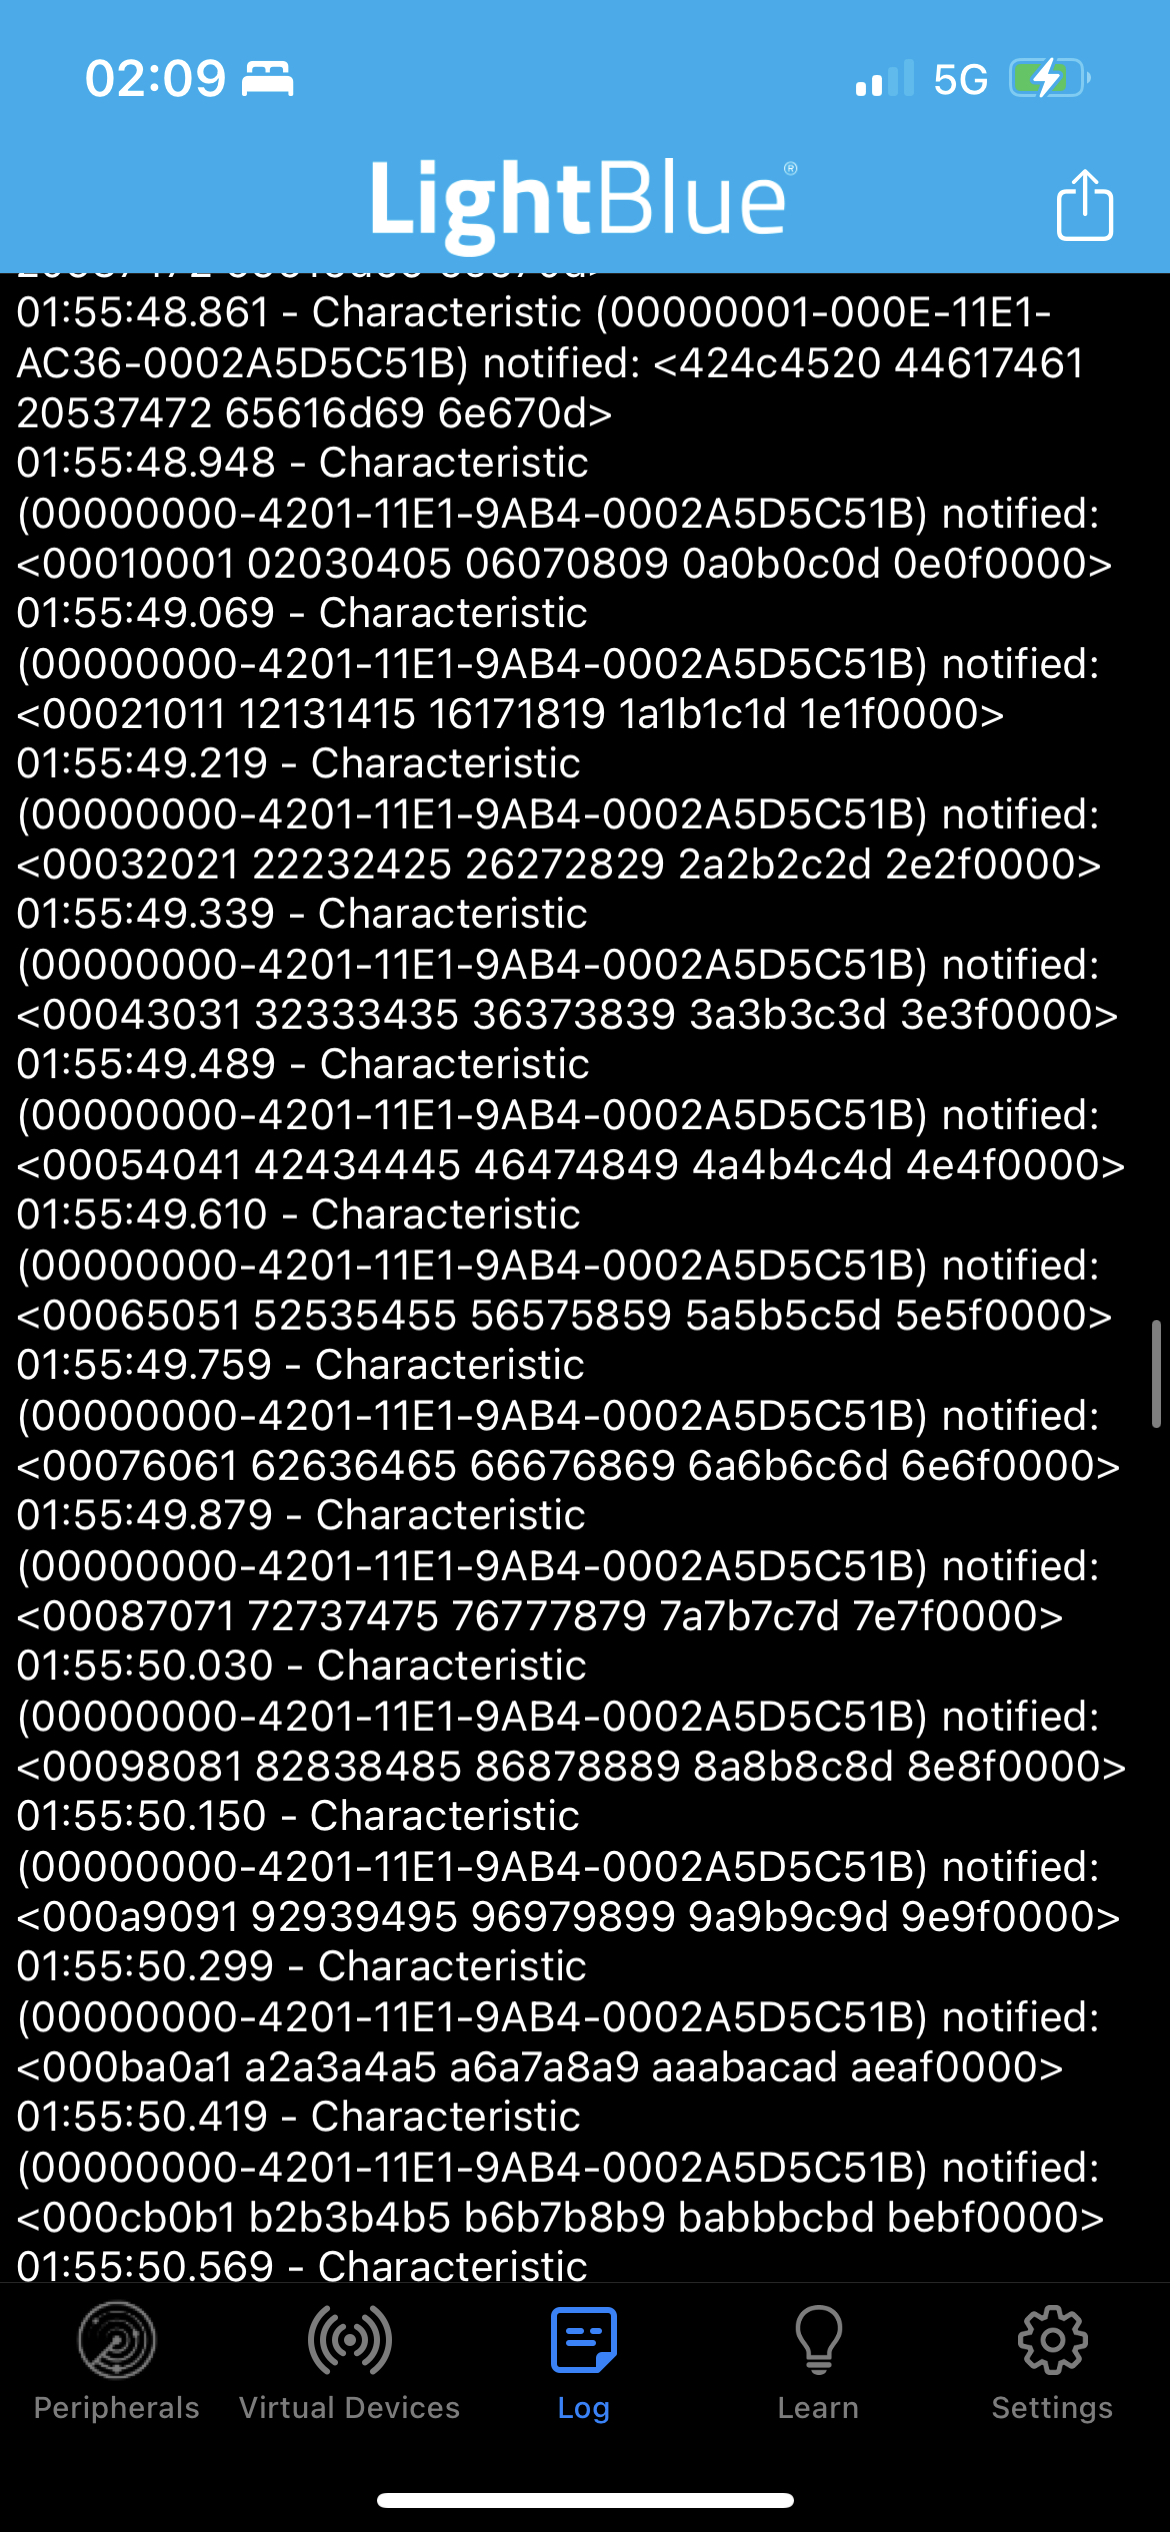 02:09
5G
LightBlue®
01:55:48.861 - Characteristic (00000001-000E-11E1-
AC36-0002A5D5C51B) notified: <424c4520 44617461
20537472 65616d69 6e670d>
01:55:48.948 - Characteristic
(00000000-4201-11E1-9AB4-0002A5D5C51B) notified:
<00010001 02030405 06070809 0a0b0c0d 0e0f0000>
01:55:49.069 - Characteristic
(00000000-4201-11E1-9AB4-0002A5D5C51B) notified:
<00021011 12131415 16171819 1a1b1c1d 1e1f0000>
01:55:49.219 - Characteristic
(00000000-4201-11E1-9AB4-0002A5D5C51B) notified:
<00032021 22232425 26272829 2a2b2c2d 2e2f0000>
01:55:49.339 - Characteristic
(00000000-4201-11E1-9AB4-0002A5D5C51B) notified:
<00043031 32333435 36373839 3a3b3c3d 3e3f0000>
01:55:49.489 - Characteristic
(00000000-4201-11E1-9AB4-0002A5D5C51B) notified:
<00054041 42434445 46474849 4a4b4c4d 4e4f0000>
01:55:49.610 - Characteristic
(00000000-4201-11E1-9AB4-0002A5D5C51B) notified:
<00065051 52535455 56575859 5a5b5c5d 5e5f0000>
01:55:49.759 - Characteristic
(00000000-4201-11E1-9AB4-0002A5D5C51B) notified:
<00076061 62636465 66676869 6a6b6c6d 6e6f0000>
01:55:49.879 - Characteristic
(00000000-4201-11E1-9AB4-0002A5D5C51B) notified:
<00087071 72737475 76777879 7a7b7c7d 7e7f0000>
01:55:50.030 - Characteristic
(00000000-4201-11E1-9AB4-0002A5D5C51B) notified:
<00098081 82838485 86878889 8a8b8c8d 8e8f0000>
01:55:50.150 - Characteristic
(00000000-4201-11E1-9AB4-0002A5D5C51B) notified:
<000a9091 92939495 96979899 9a9b9c9d 9e9f0000>
01:55:50.299 - Characteristic
(00000000-4201-11E1-9AB4-0002A5D5C51B) notified:
<000ba0a1 a2a3a4a5 a6a7a8a9 aaabacad aeaf0000>
01:55:50.419 - Characteristic
(00000000-4201-11E1-9AB4-0002A5D5C51B) notified:
<000cb0b1 b2b3b4b5 b6b7b8b9 babbbcbd bebf0000>
01:55:50.569 - Characteristic
Peripherals Virtual Devices Log Learn Settings